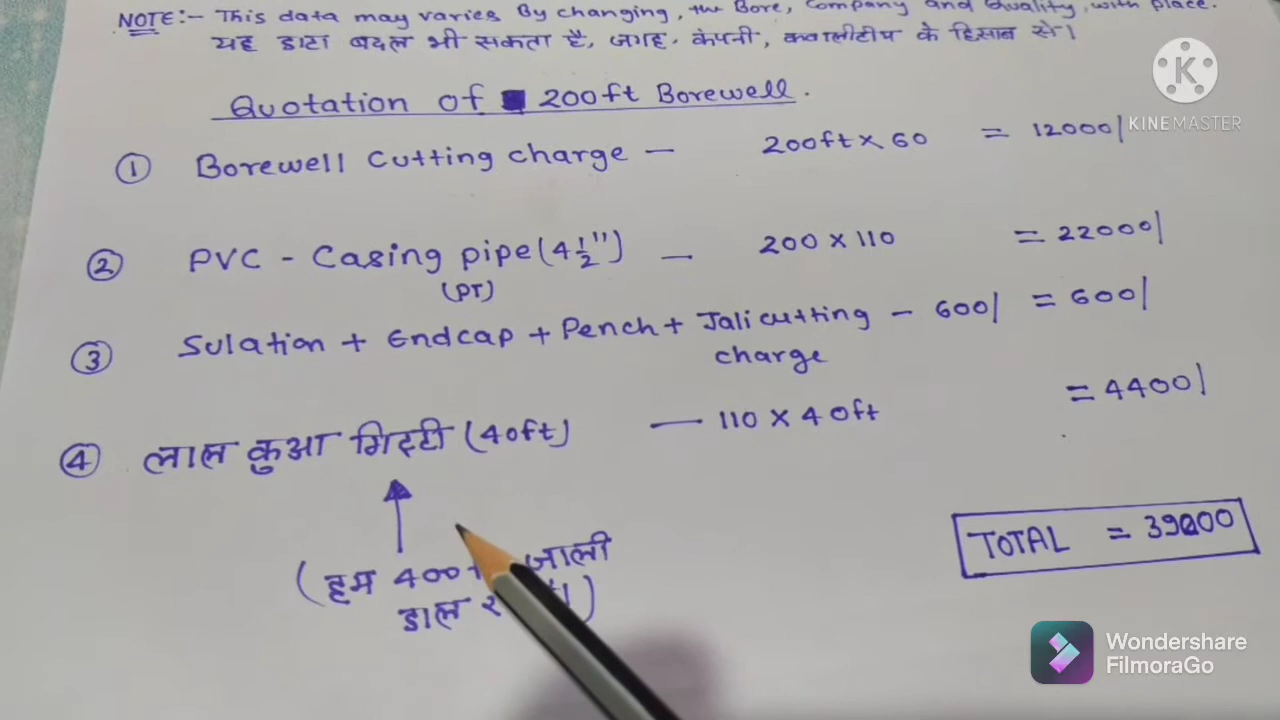 NOTE:- This data may varies By changing, the Bore, Company and Quality, with place.
यह डाटा बदल भी सकता है, जगह, कंपनी, क्वालीटीय के हिसाब से।
Quotation of 200ft Borewell.
① Borewell Cutting charge - 200ft x 60 = 12000/
② PVC - Casing pipe (4½") - 200 x 110 = 22000/
(PT)
③ Sulation + Endcap + Pench + Jali cutting - 600/ = 600/
charge
④ लाल कुआ गिट्टी (40ft) - 110 x 40ft = 4400/
(हम 400 जाली
डाल
TOTAL = 39000
KINEMASTER
Wondershare
FilmoraGo